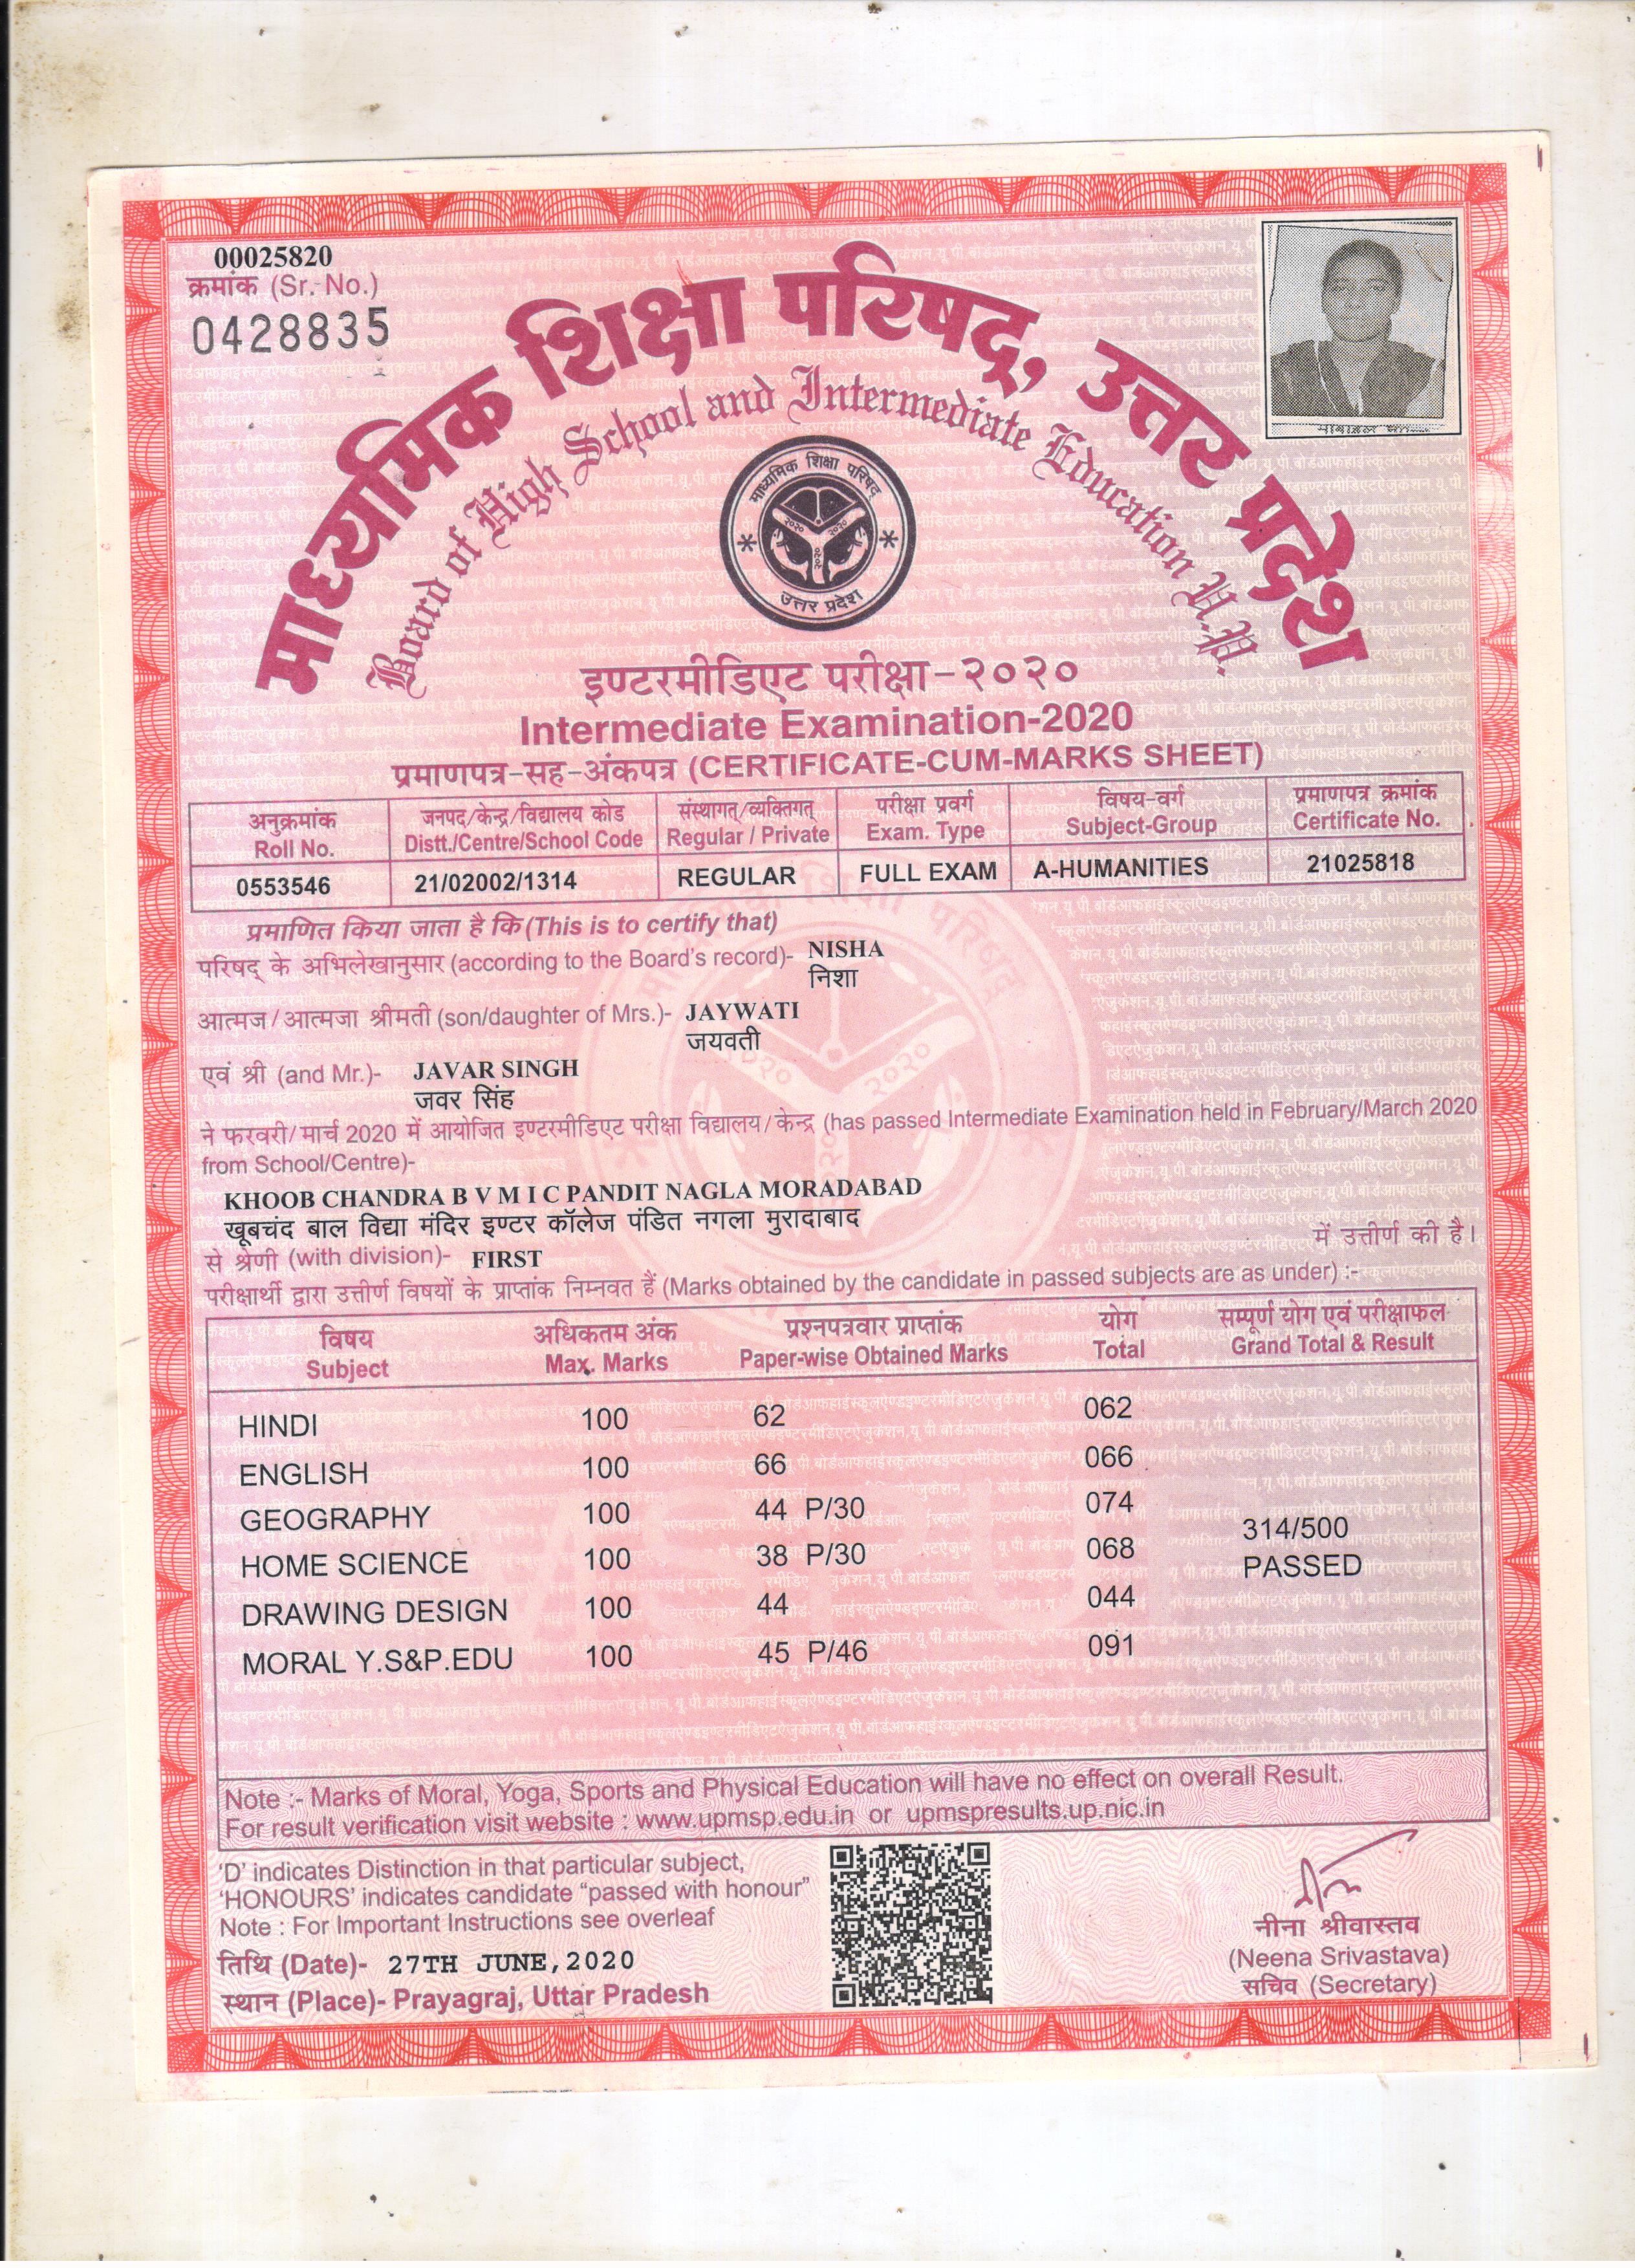 00025820
क्रमांक (Sr. No.)
0428835
माध्यमिक शिक्षा परिषद्, उत्तर प्रदेश
Board of High School and Intermediate Education U.P.
माध्यमिक शिक्षा परिषद्
२०२० २०२०
२०२०
उत्तर प्रदेश
इण्टरमीडिएट परीक्षा-२०२०
Intermediate Examination-2020
प्रमाणपत्र-सह-अंकपत्र (CERTIFICATE-CUM-MARKS SHEET)
अनुक्रमांक जनपद/केन्द्र/विद्यालय कोड संस्थागत्/व्यक्तिगत् परीक्षा प्रवर्ग विषय-वर्ग प्रमाणपत्र क्रमांक
Roll No. Distt./Centre/School Code Regular / Private Exam. Type Subject-Group Certificate No.
0553546 21/02002/1314 REGULAR FULL EXAM A-HUMANITIES 21025818
प्रमाणित किया जाता है कि (This is to certify that)
परिषद् के अभिलेखानुसार (according to the Board's record)- NISHA
निशा
आत्मज/आत्मजा श्रीमती (son/daughter of Mrs.)- JAYWATI
जयवती
एवं श्री (and Mr.)- JAVAR SINGH
जवर सिंह
ने फरवरी/मार्च 2020 में आयोजित इण्टरमीडिएट परीक्षा विद्यालय/केन्द्र (has passed Intermediate Examination held in February/March 2020
from School/Centre)-
KHOOB CHANDRA B V M I C PANDIT NAGLA MORADABAD
खूबचंद बाल विद्या मंदिर इण्टर कॉलेज पंडित नगला मुरादाबाद
में उत्तीर्ण की है।
से श्रेणी (with division)- FIRST
परीक्षार्थी द्वारा उत्तीर्ण विषयों के प्राप्तांक निम्नवत हैं (Marks obtained by the candidate in passed subjects are as under) :-
विषय अधिकतम अंक प्रश्नपत्रवार प्राप्तांक योग सम्पूर्ण योग एवं परीक्षाफल
Subject Max. Marks Paper-wise Obtained Marks Total Grand Total & Result
HINDI 100 62 062
ENGLISH 100 66 066
GEOGRAPHY 100 44 P/30 074
314/500
HOME SCIENCE 100 38 P/30 068
PASSED
DRAWING DESIGN 100 44 044
MORAL Y.S&P.EDU 100 45 P/46 091
Note :- Marks of Moral, Yoga, Sports and Physical Education will have no effect on overall Result.
For result verification visit website : www.upmsp.edu.in or upmspresults.up.nic.in
'D' indicates Distinction in that particular subject,
'HONOURS' indicates candidate "passed with honour"
Note : For Important Instructions see overleaf
तिथि (Date)- 27TH JUNE,2020
स्थान (Place)- Prayagraj, Uttar Pradesh
नीना श्रीवास्तव
(Neena Srivastava)
सचिव (Secretary)